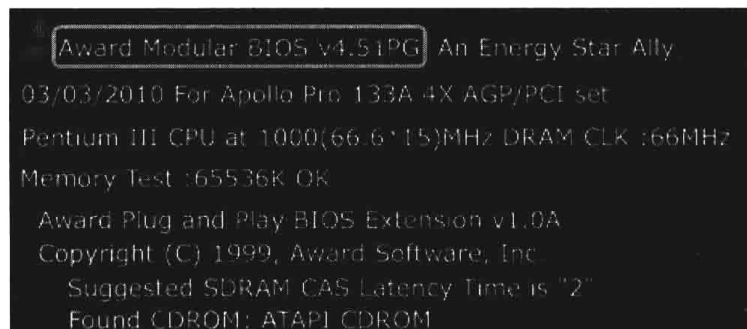 Award Modular BIOS v4.51PG An Energy Star Ally
03/03/2010 For Apollo Pro 133A 4X AGP/PCI set
Pentium III CPU at 1000(66.6*15)MHz DRAM CLK :66MHz
Memory Test :65536K OK
Award Plug and Play BIOS Extension v1.0A
Copyright (C) 1999, Award Software, Inc.
Suggested SDRAM CAS Latency Time is "2"
Found CDROM: ATAPI CDROM